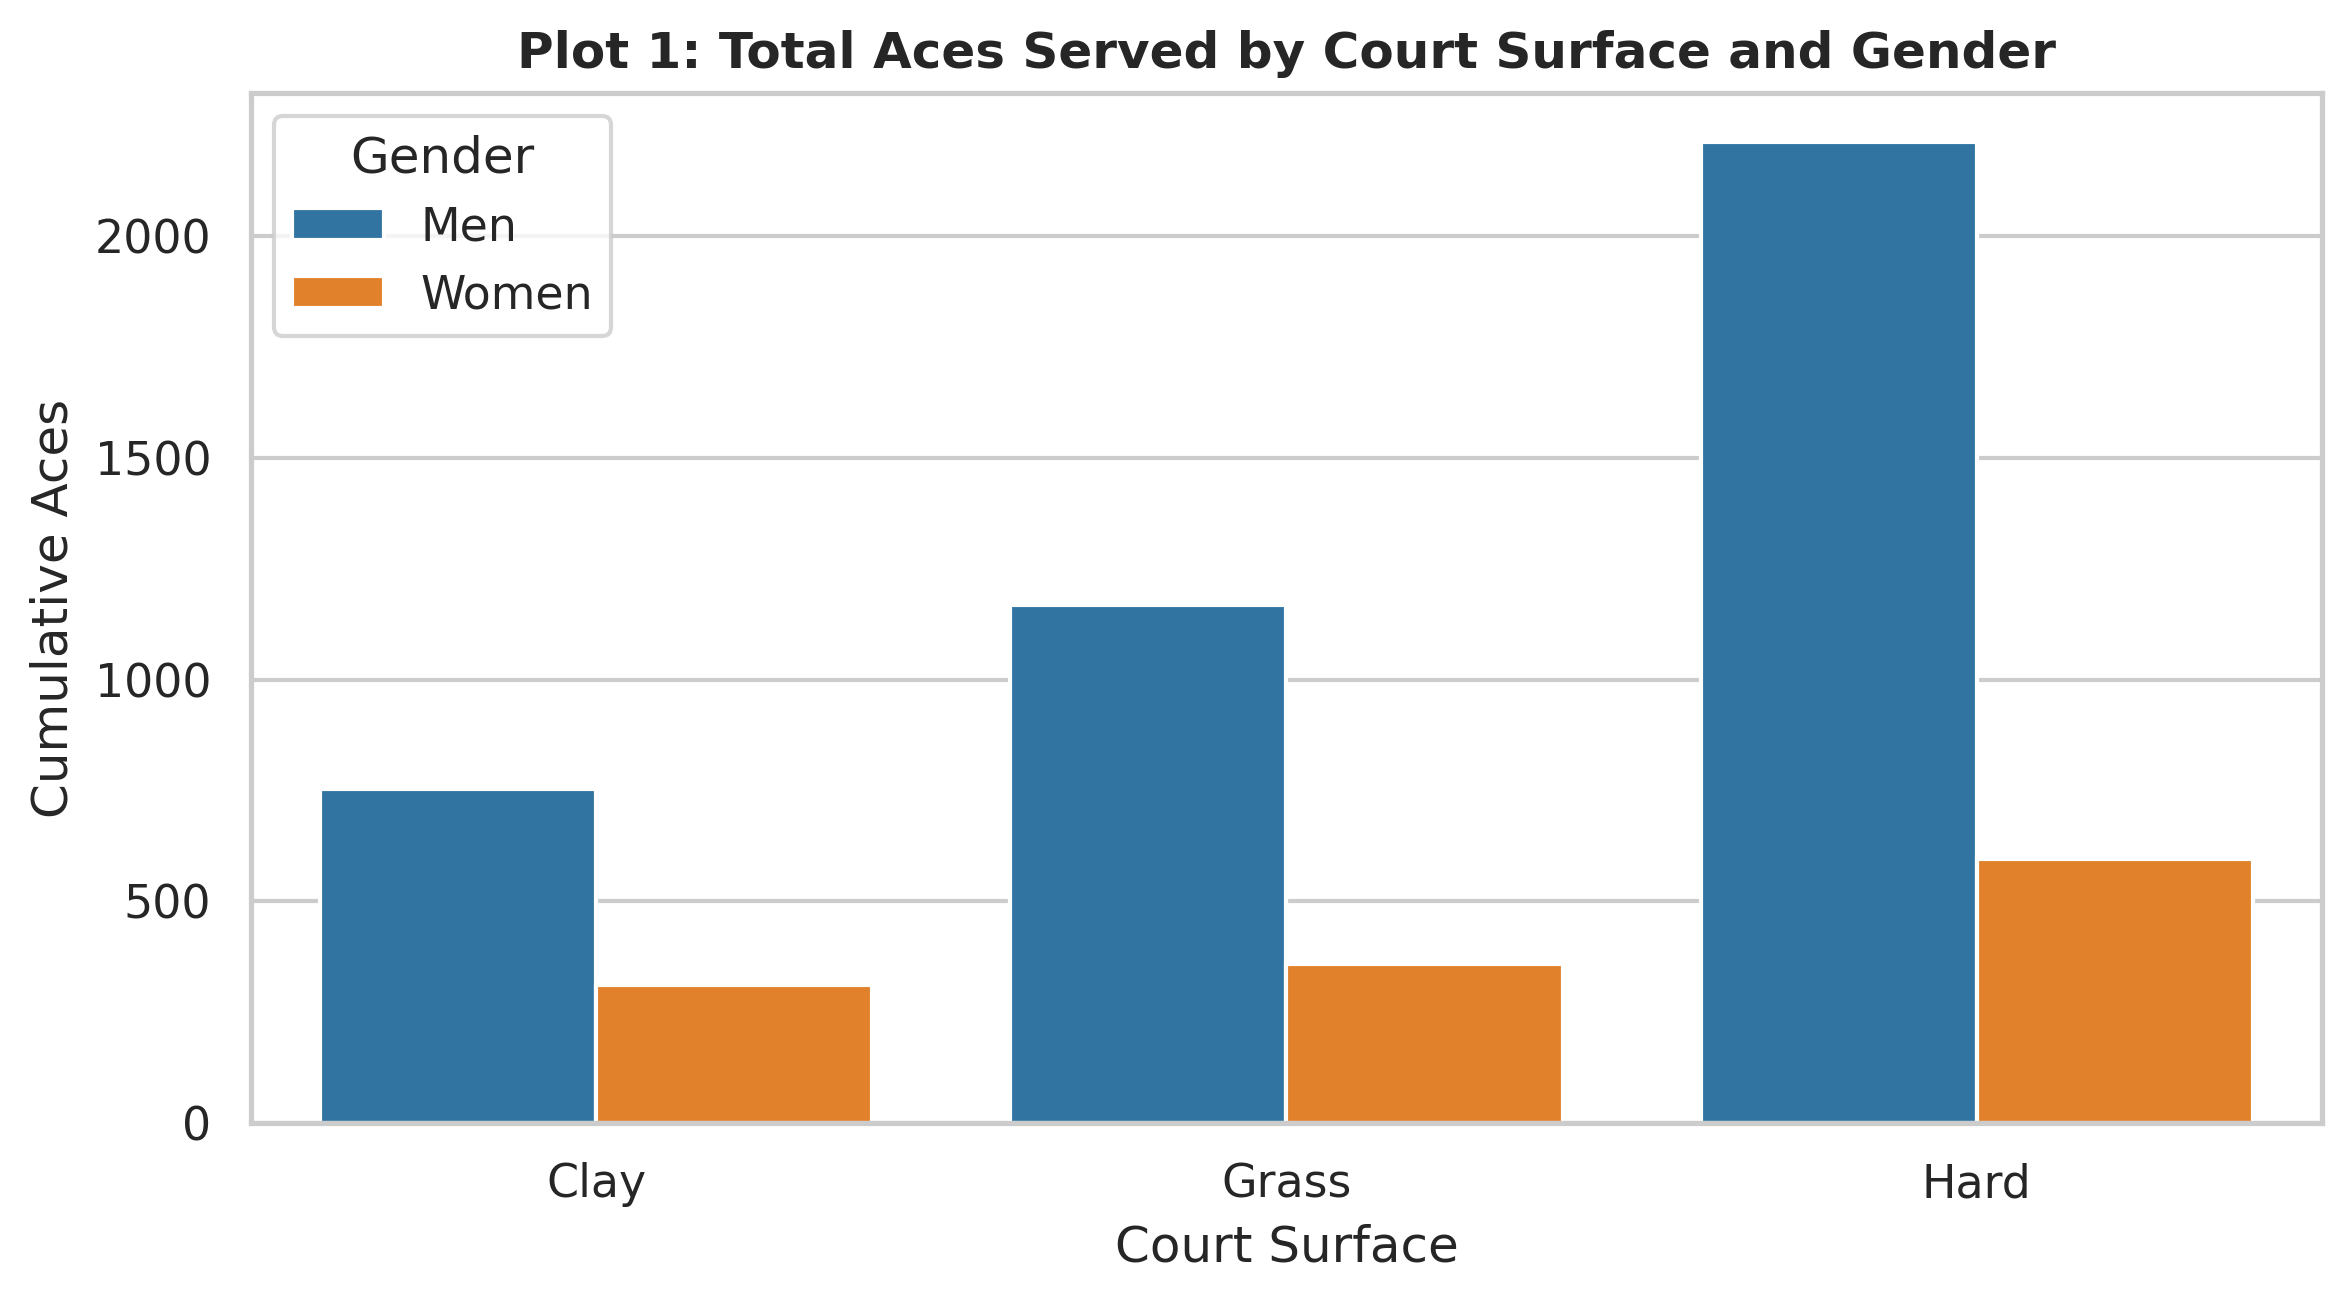 Plot 1: Total Aces Served by Court Surface and Gender
Gender
Men
Women
Cumulative Aces
2000
1500
1000
500
0
Clay
Grass
Hard
Court Surface